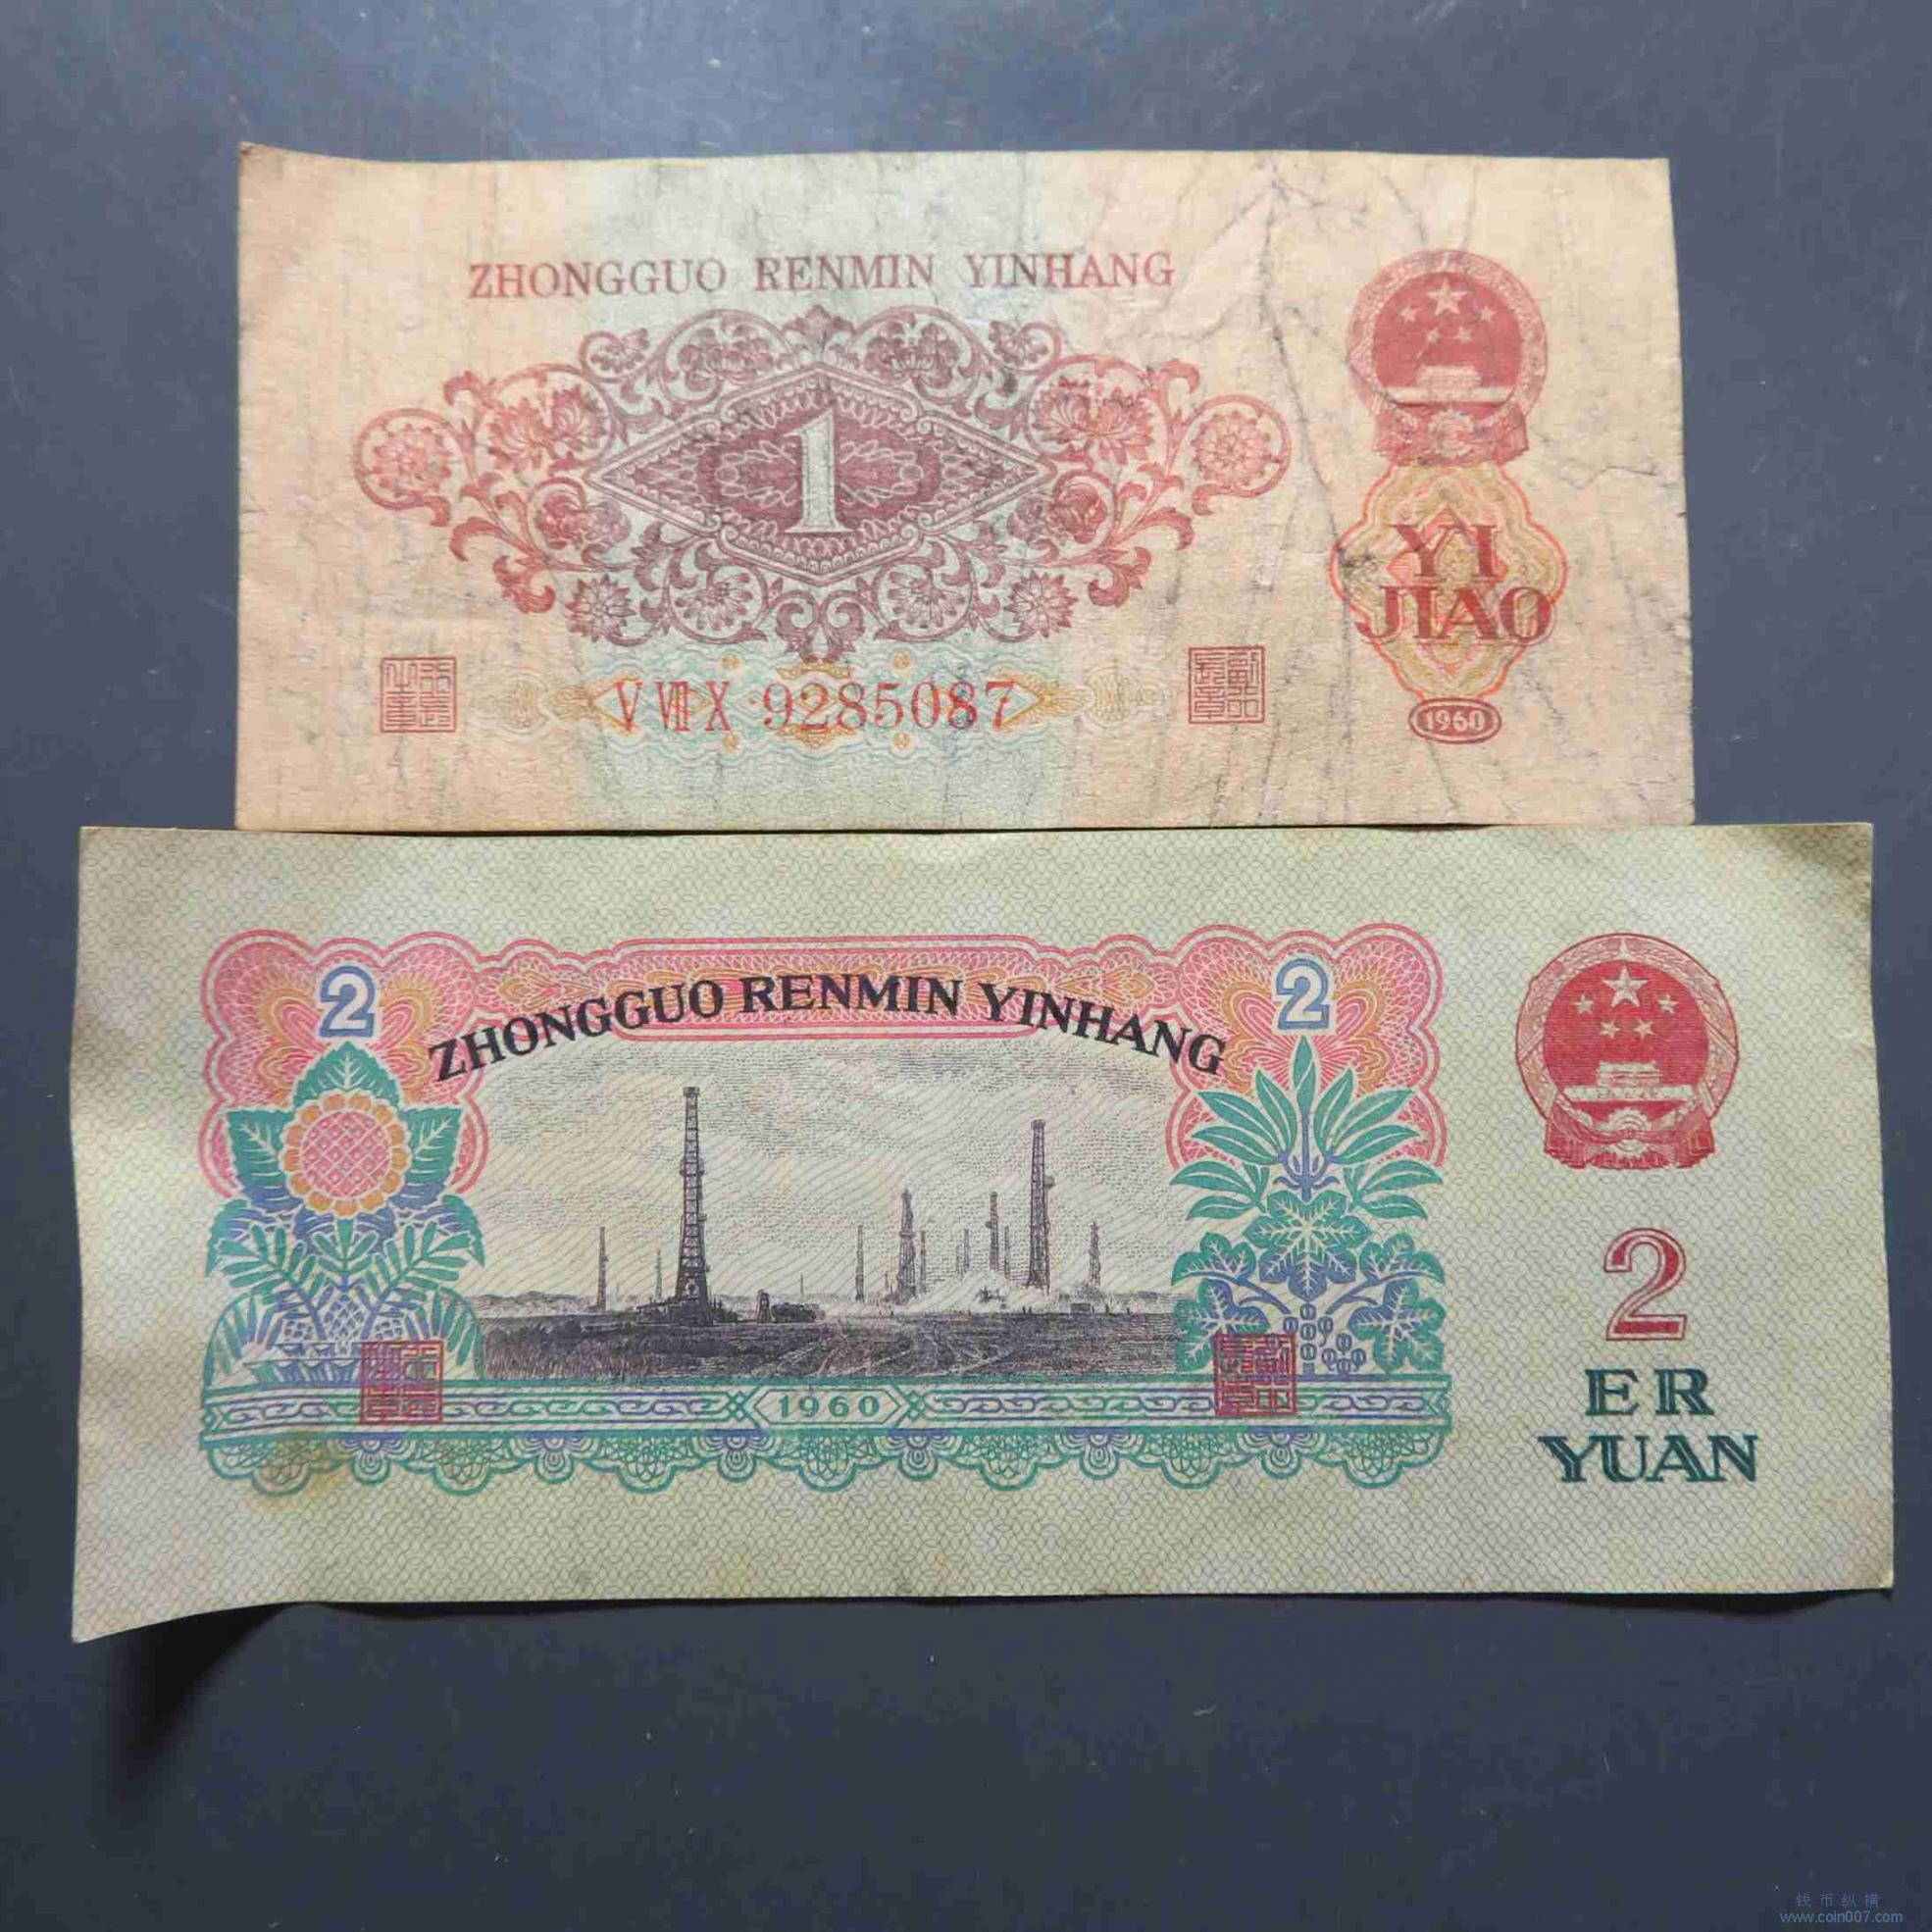 ZHONGGUO RENMIN YINHANG
1
YI
JIAO
V VII X 9285087
1960
2
ZHONGGUO RENMIN YINHANG
2
2
ER
YUAN
1960
钱币纵横
www.coin007.com